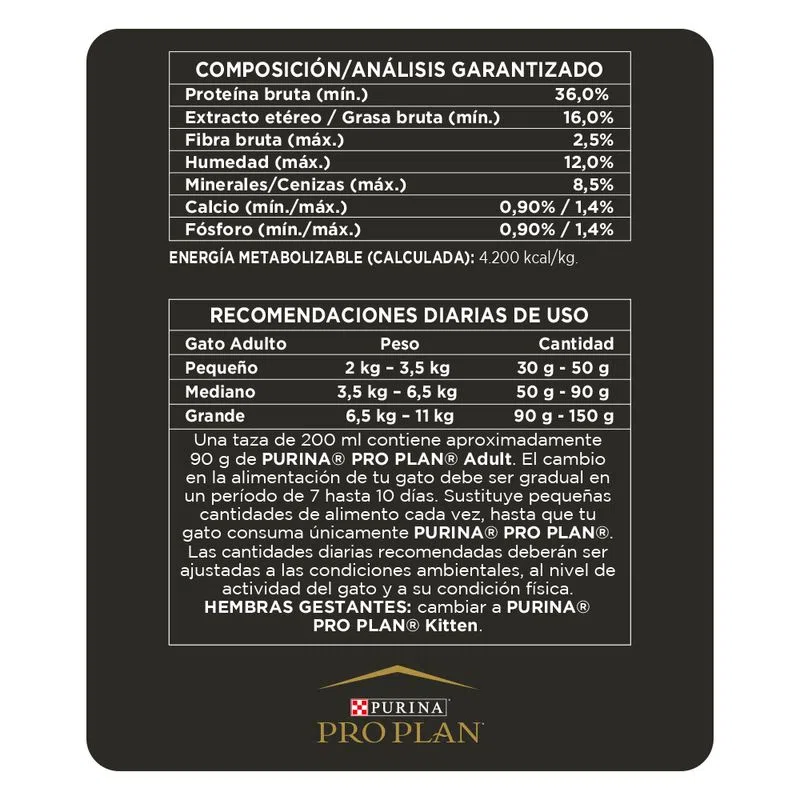 COMPOSICIÓN/ANÁLISIS GARANTIZADO
Proteína bruta (mín.) 36,0%
Extracto etéreo / Grasa bruta (mín.) 16,0%
Fibra bruta (máx.) 2,5%
Humedad (máx.) 12,0%
Minerales/Cenizas (máx.) 8,5%
Calcio (mín./máx.) 0,90% / 1,4%
Fósforo (mín./máx.) 0,90% / 1,4%
ENERGÍA METABOLIZABLE (CALCULADA): 4.200 kcal/kg.
RECOMENDACIONES DIARIAS DE USO
Gato Adulto Peso Cantidad
Pequeño 2 kg – 3,5 kg 30 g - 50 g
Mediano 3,5 kg – 6,5 kg 50 g - 90 g
Grande 6,5 kg – 11 kg 90 g - 150 g
Una taza de 200 ml contiene aproximadamente
90 g de PURINA® PRO PLAN® Adult. El cambio
en la alimentación de tu gato debe ser gradual en
un período de 7 hasta 10 días. Sustituye pequeñas
cantidades de alimento cada vez, hasta que tu
gato consuma únicamente PURINA® PRO PLAN®.
Las cantidades diarias recomendadas deberán ser
ajustadas a las condiciones ambientales, al nivel de
actividad del gato y a su condición física.
HEMBRAS GESTANTES: cambiar a PURINA®
PRO PLAN® Kitten.
PURINA
PRO PLAN